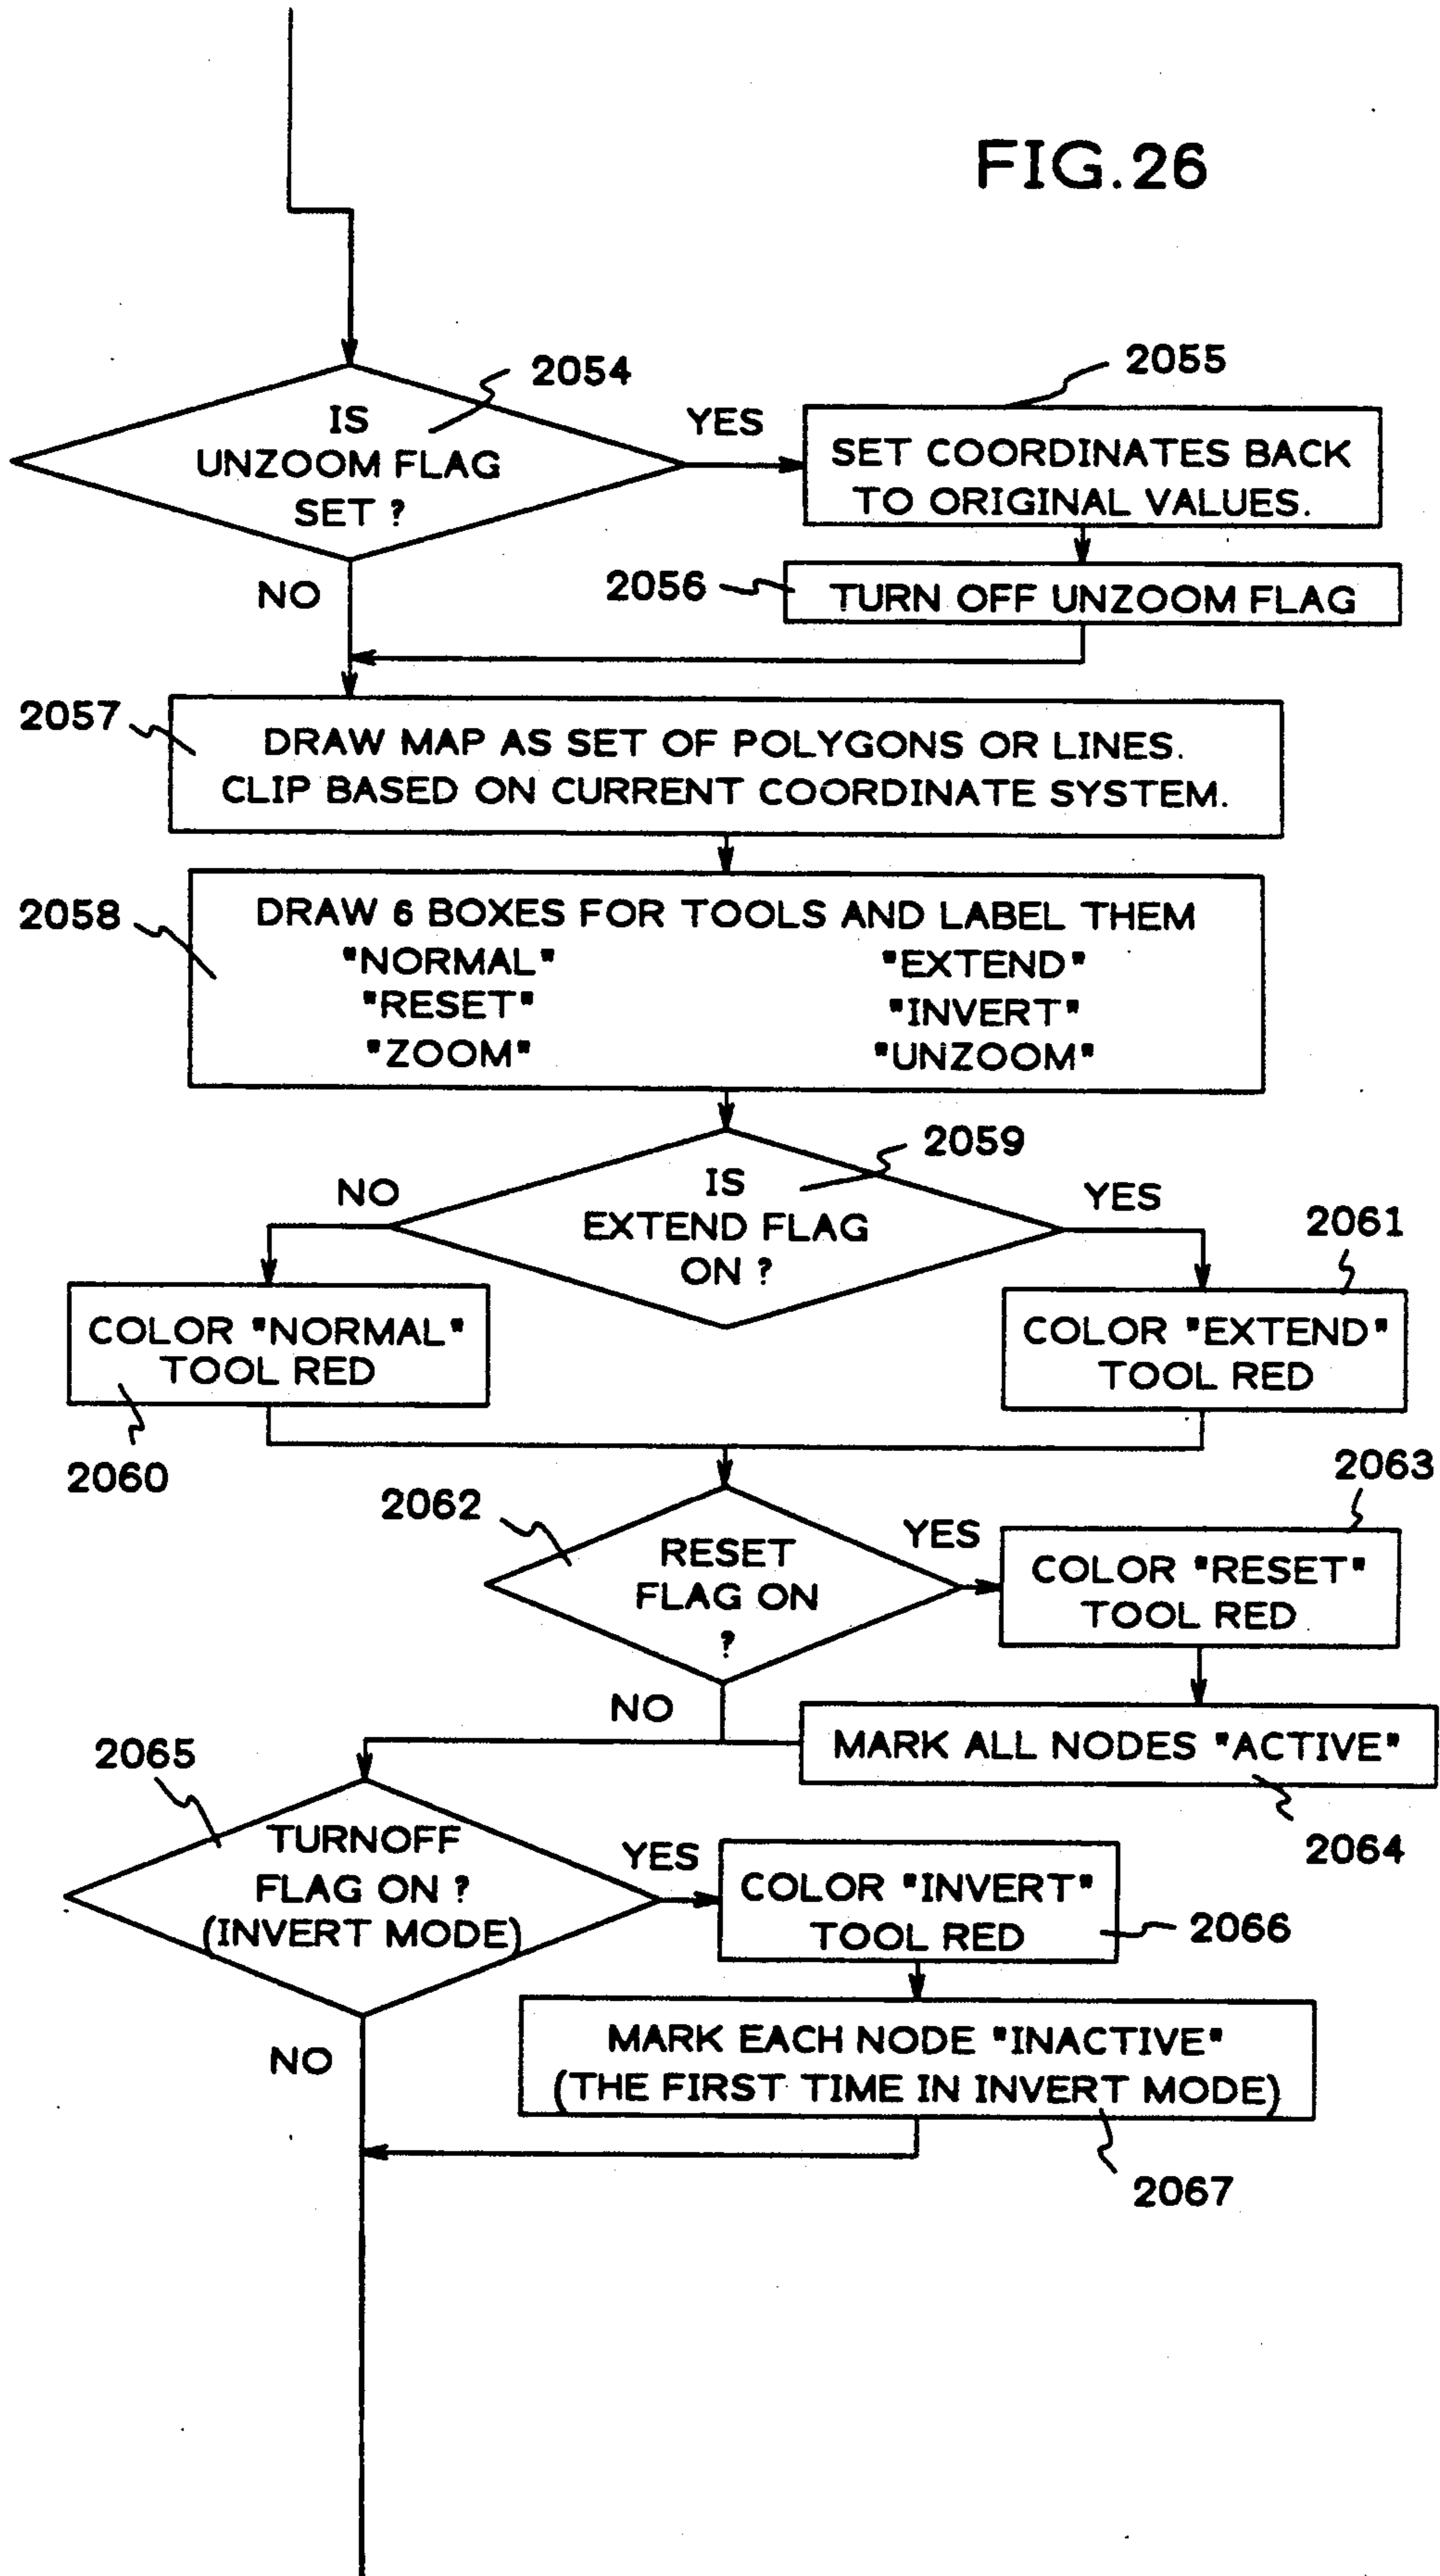 FIG.26
2054
IS
UNZOOM FLAG
SET ?
YES
2055
SET COORDINATES BACK
TO ORIGINAL VALUES.
NO
2056
TURN OFF UNZOOM FLAG
2057
DRAW MAP AS SET OF POLYGONS OR LINES.
CLIP BASED ON CURRENT COORDINATE SYSTEM.
2058
DRAW 6 BOXES FOR TOOLS AND LABEL THEM
"NORMAL" "EXTEND"
"RESET" "INVERT"
"ZOOM" "UNZOOM"
2059
IS
EXTEND FLAG
ON ?
NO
YES
2061
COLOR "NORMAL"
TOOL RED
2060
COLOR "EXTEND"
TOOL RED
2062
RESET
FLAG ON
?
YES
2063
COLOR "RESET"
TOOL RED
NO
MARK ALL NODES "ACTIVE"
2064
2065
TURNOFF
FLAG ON ?
(INVERT MODE)
YES
COLOR "INVERT"
TOOL RED
2066
NO
MARK EACH NODE "INACTIVE"
(THE FIRST TIME IN INVERT MODE)
2067